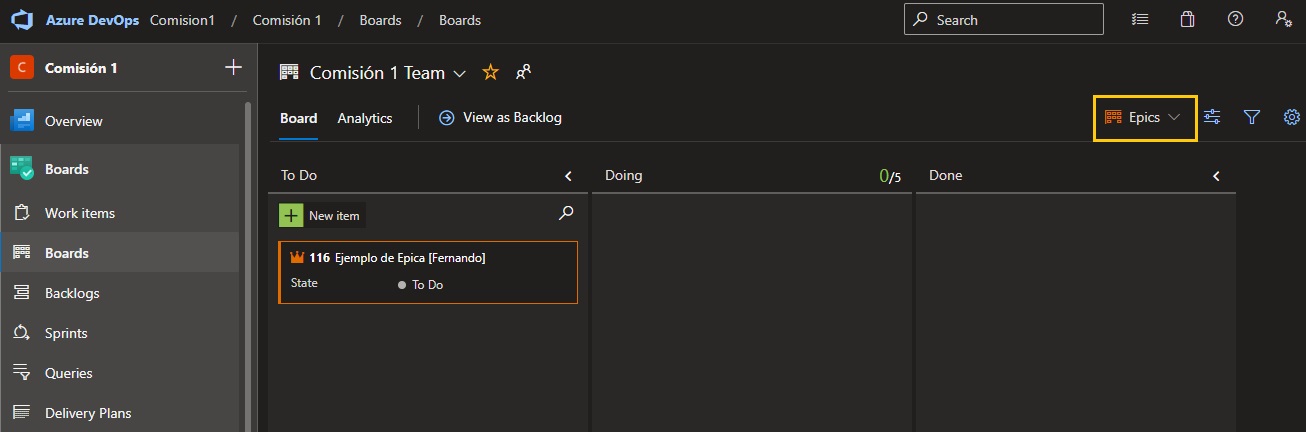 Azure DevOps Comision1 / Comisión 1 / Boards / Boards
Search
C Comisión 1
Comisión 1 Team
Overview
Board Analytics View as Backlog
Epics
Boards
To Do Doing 0/5 Done
Work items
New item
Boards
116 Ejemplo de Epica [Fernando]
State To Do
Backlogs
Sprints
Queries
Delivery Plans